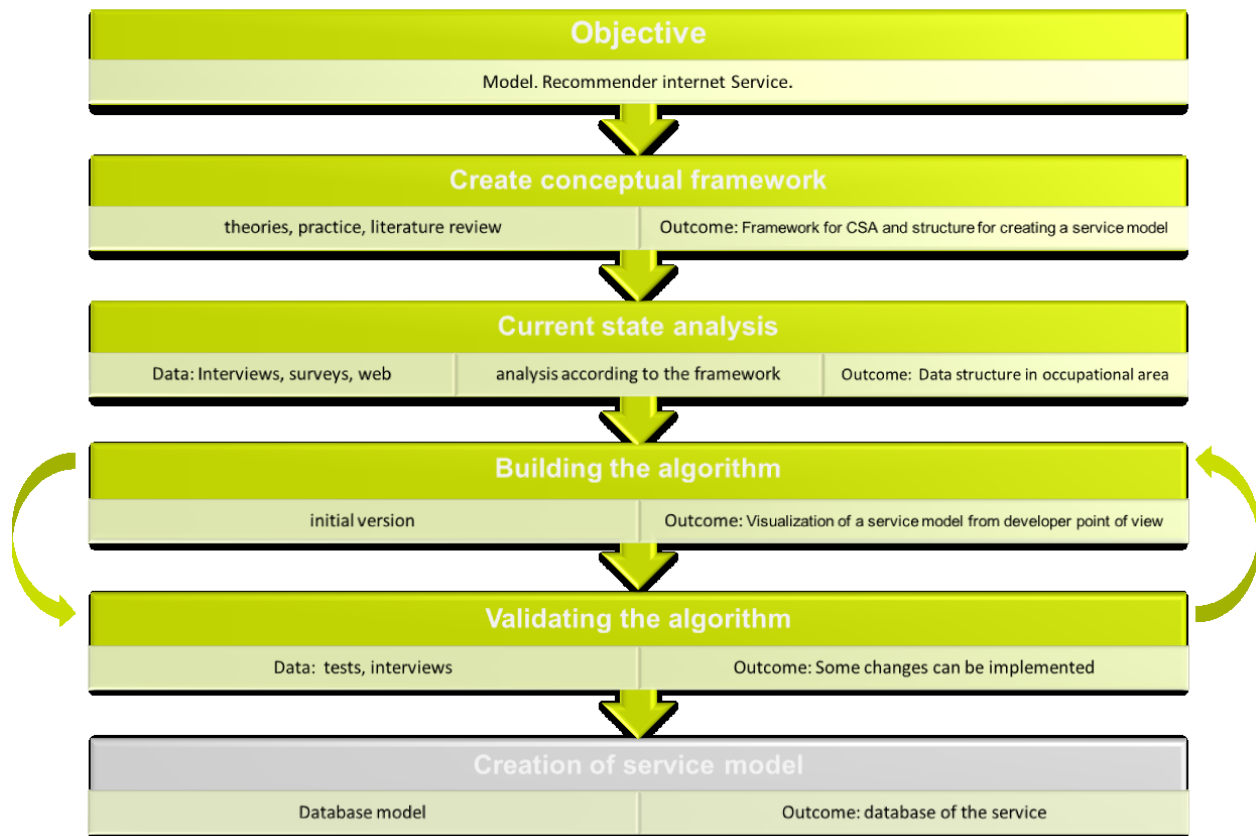 Objective
Model. Recommender internet Service.
Create conceptual framework
theories, practice, literature review
Outcome: Framework for CSA and structure for creating a service model
Current state analysis
Data: Interviews, surveys, web
analysis according to the framework
Outcome: Data structure in occupational area
Building the algorithm
initial version
Outcome: Visualization of a service model from developer point of view
Validating the algorithm
Data: tests, interviews
Outcome: Some changes can be implemented
Creation of service model
Database model
Outcome: database of the service